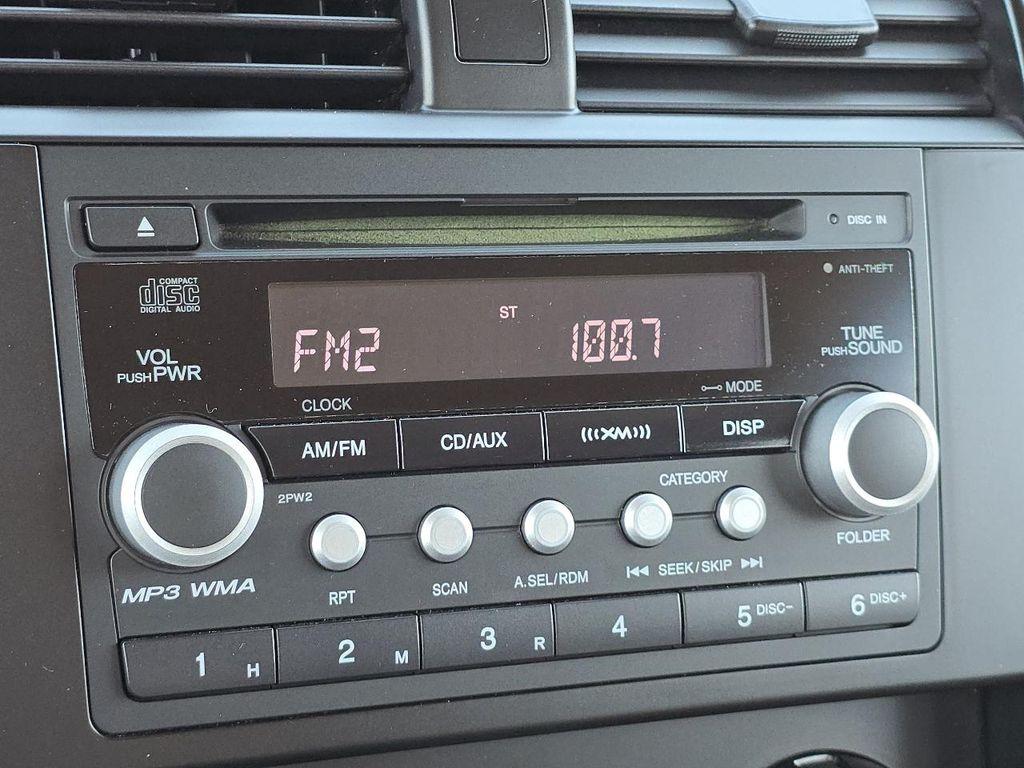 DISC IN
ANTI-THEFT
COMPACT
disc
DIGITAL AUDIO
ST
FM2 100.7
VOL
PUSH PWR
TUNE
PUSH SOUND
CLOCK
MODE
AM/FM CD/AUX (((XM))) DISP
2PW2
CATEGORY
FOLDER
MP3 WMA
RPT SCAN A.SEL/RDM SEEK/SKIP
1 H 2 M 3 R 4 5 DISC- 6 DISC+